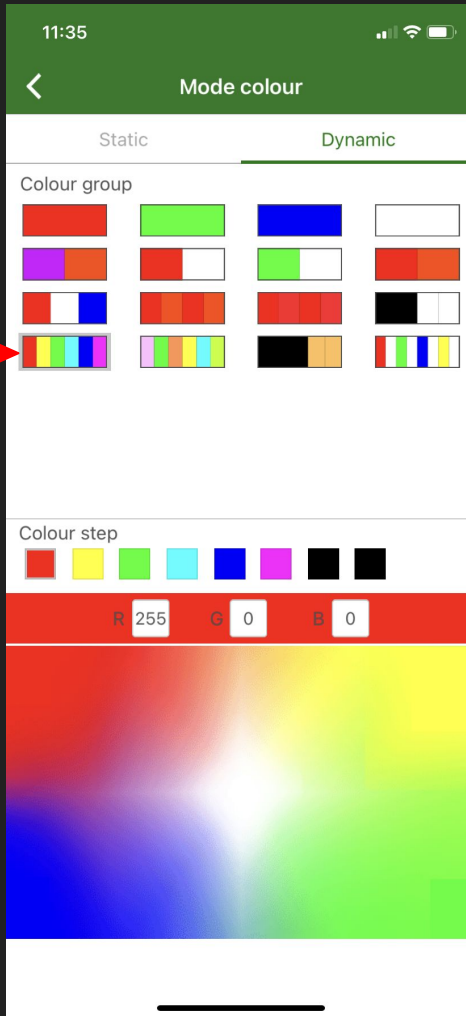 11:35
Mode colour
Static Dynamic
Colour group
Colour step
R 255 G 0 B 0